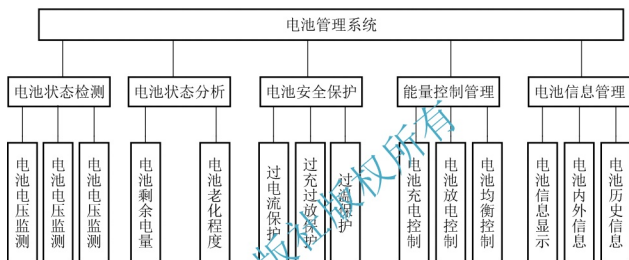 电池管理系统
电池状态检测
电池状态分析
电池安全保护
能量控制管理
电池信息管理
电池电压监测
电池电压监测
电池电压监测
电池剩余电量
电池老化程度
过电流保护
过充过放保护
过温保护
电池充电控制
电池放电控制
电池均衡控制
电池信息显示
电池内外信息
电池历史信息
版社版权所有